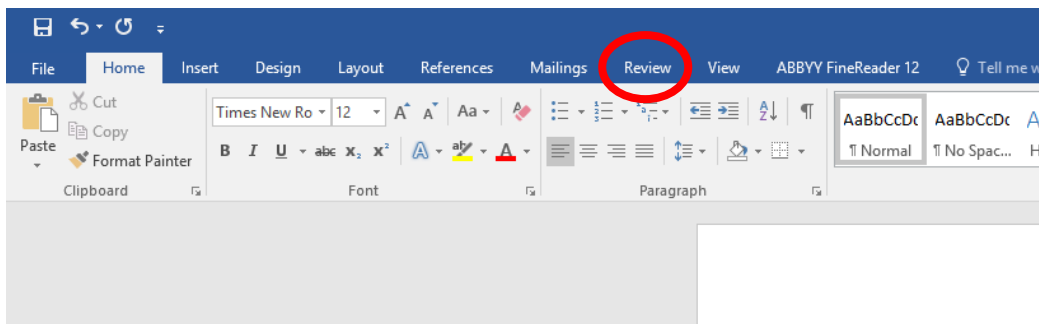 File Home Insert Design Layout References Mailings Review View ABBYY FineReader 12 Tell me w
Cut
Copy
Paste
Format Painter
Clipboard
Times New Ro 12 A A Aa
B I U abc X₂ X² A ab A
Font
A Z ¶
Paragraph
AaBbCcDc AaBbCcDc A
¶ Normal ¶ No Spac... H